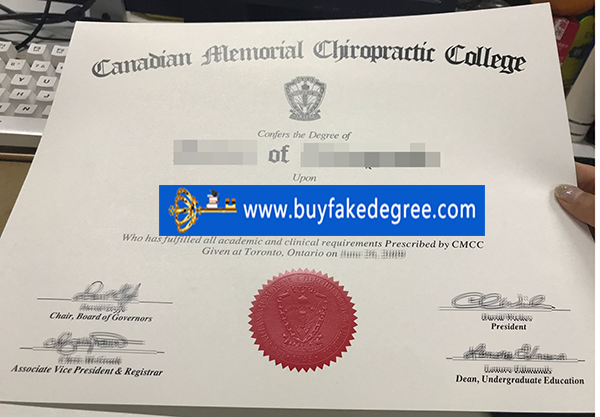 Canadian Memorial Chiropractic College
Confers the Degree of
of
Upon
www.buyfakedegree.com
Who has fulfilled all academic and clinical requirements Prescribed by CMCC
Given at Toronto, Ontario on
Chair, Board of Governors
President
Associate Vice President & Registrar
Dean, Undergraduate Education